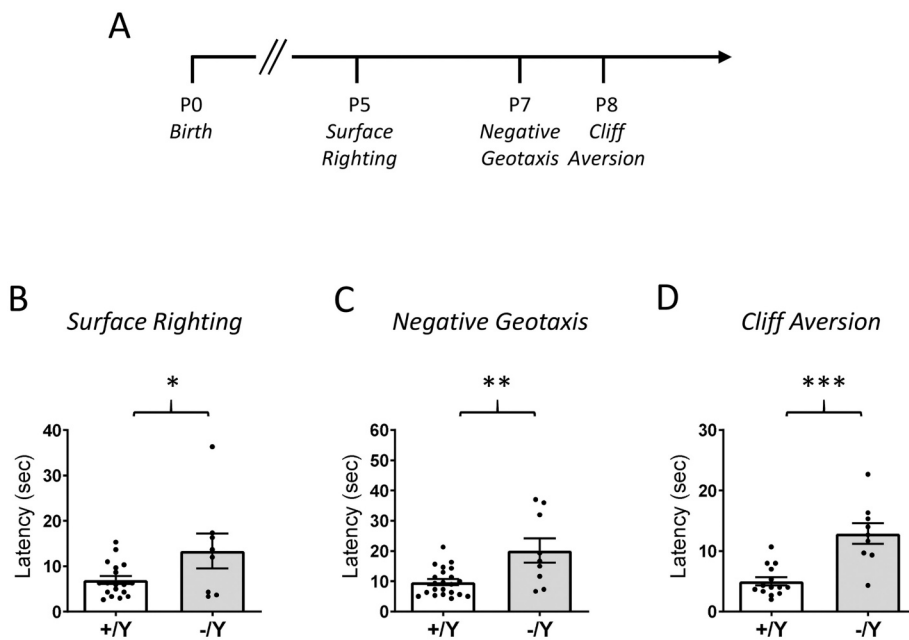 A
P0
Birth
P5
Surface
Righting
P7
Negative
Geotaxis
P8
Cliff
Aversion
B
Surface Righting
*
Latency (sec)
40
30
20
10
0
+/Y
-/Y
C
Negative Geotaxis
**
Latency (sec)
60
50
40
30
20
10
0
+/Y
-/Y
D
Cliff Aversion
***
Latency (sec)
30
20
10
0
+/Y
-/Y